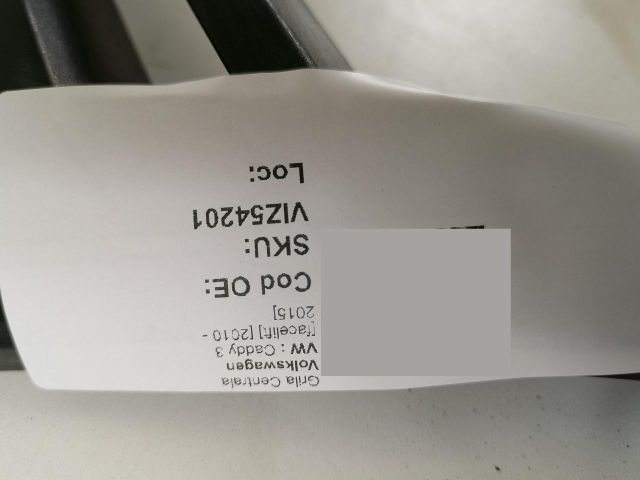 Grila Centrala
Volkswagen
VW : Caddy 3
[facelift] [2010 -
2015]
Cod OE:
SKU:
VIZ54201
Loc: